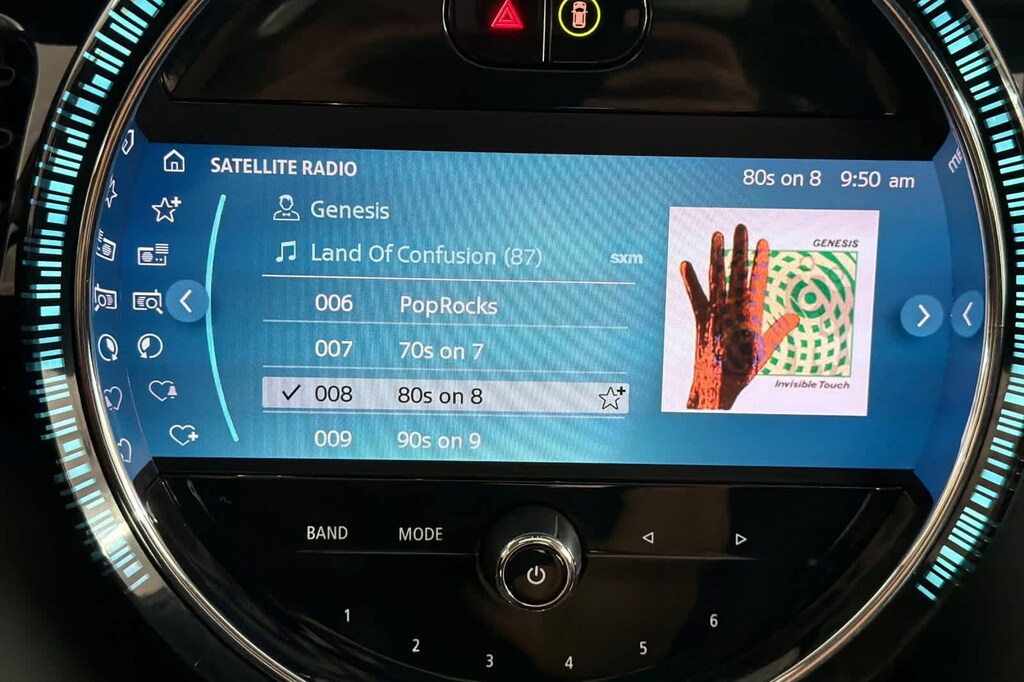 SATELLITE RADIO
80s on 8 9:50 am
Genesis
Land Of Confusion (87)
sxm
006 PopRocks
007 70s on 7
008 80s on 8
009 90s on 9
GENESIS
Invisible Touch
BAND MODE
1 2 3 4 5 6